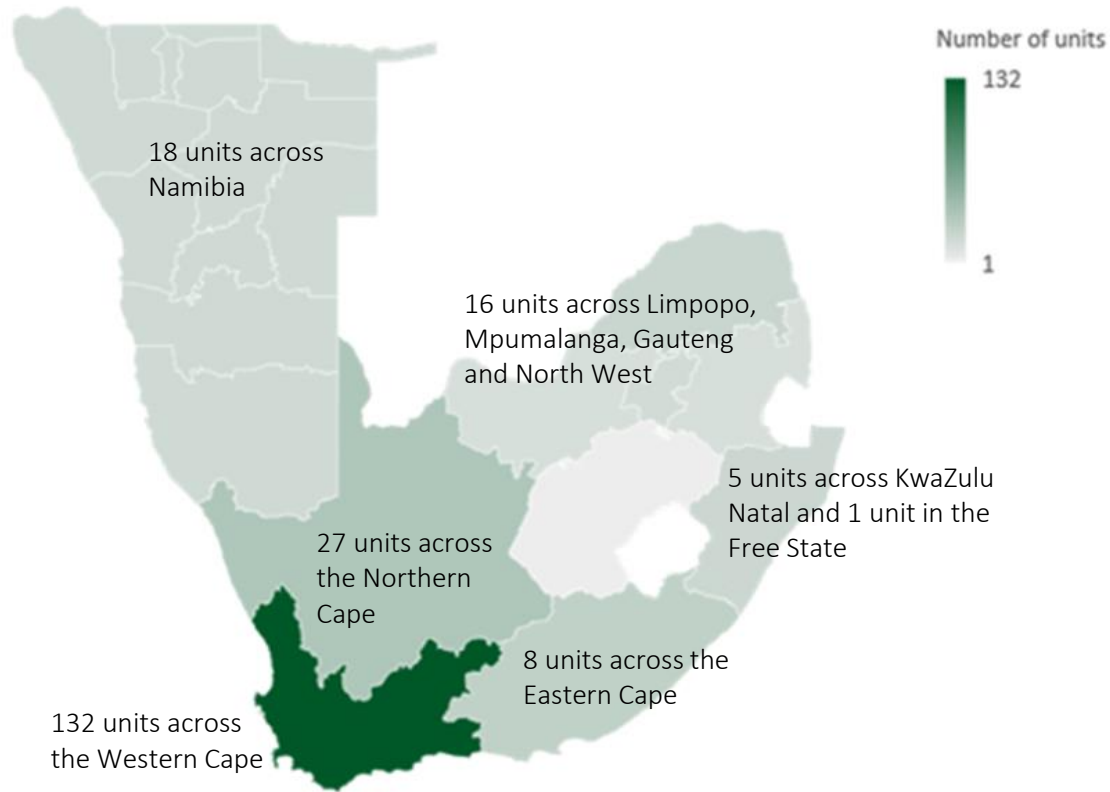 Number of units
132
1
18 units across
Namibia
16 units across Limpopo,
Mpumalanga, Gauteng
and North West
5 units across KwaZulu
Natal and 1 unit in the
Free State
27 units across
the Northern
Cape
8 units across the
Eastern Cape
132 units across
the Western Cape